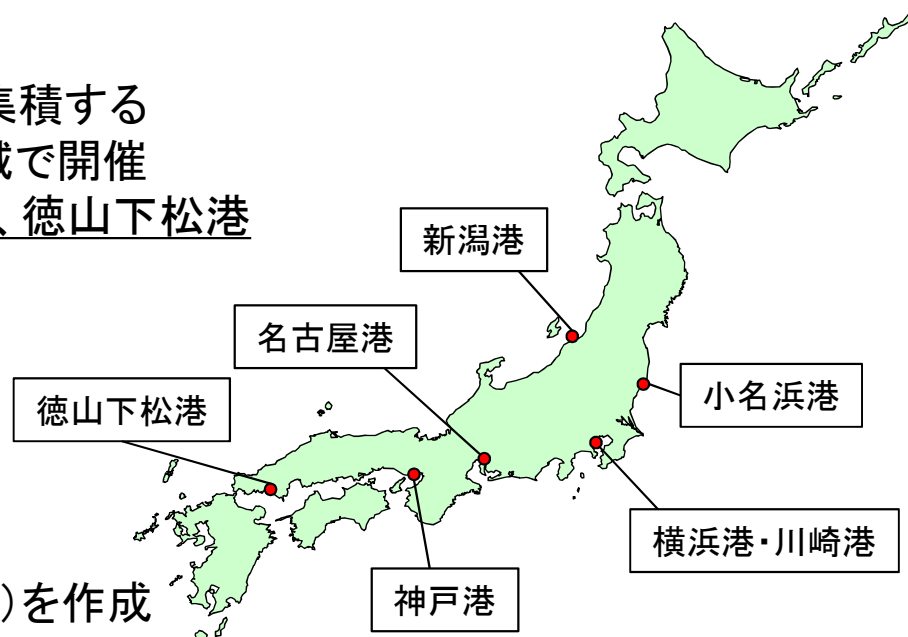 集積する
域で開催
、徳山下松港
新潟港
名古屋港
徳山下松港
小名浜港
横浜港・川崎港
神戸港
)を作成